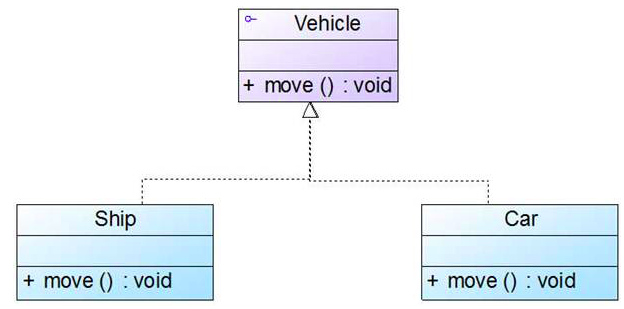 Vehicle
+ move () : void
Ship
+ move () : void
Car
+ move () : void